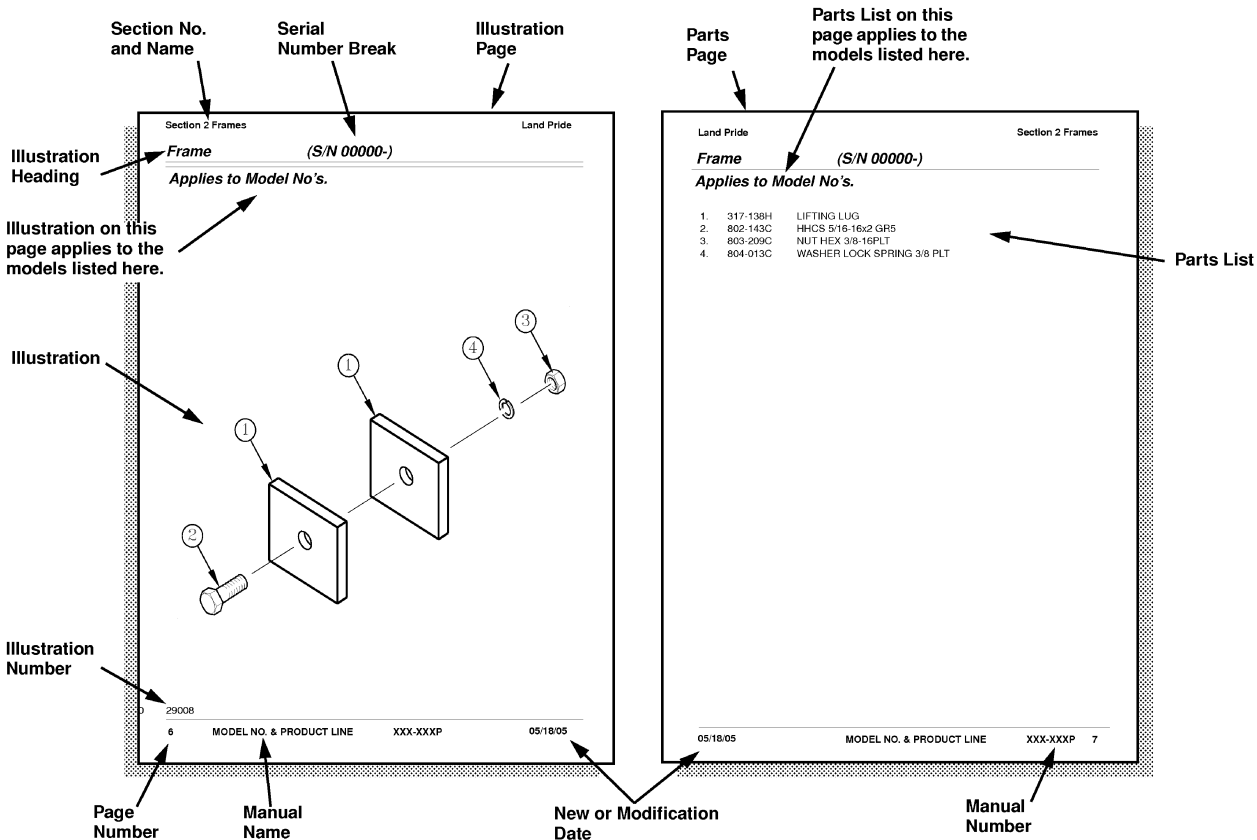 Section No.
and Name
Serial
Number Break
Illustration
Page
Parts
Page
Parts List on this
page applies to the
models listed here.
Illustration
Heading
Illustration on this
page applies to the
models listed here.
Illustration
Illustration
Number
Section 2 Frames
Land Pride
Frame
(S/N 00000-)
Applies to Model No's.
1
1
2
3
4
29008
6
MODEL NO. & PRODUCT LINE
XXX-XXXP
05/18/05
Land Pride
Section 2 Frames
Frame
(S/N 00000-)
Applies to Model No's.
1. 317-138H LIFTING LUG
2. 802-143C HHCS 5/16-16x2 GR5
3. 803-209C NUT HEX 3/8-16PLT
4. 804-013C WASHER LOCK SPRING 3/8 PLT
Parts List
05/18/05
MODEL NO. & PRODUCT LINE
XXX-XXXP 7
Page
Number
Manual
Name
New or Modification
Date
Manual
Number